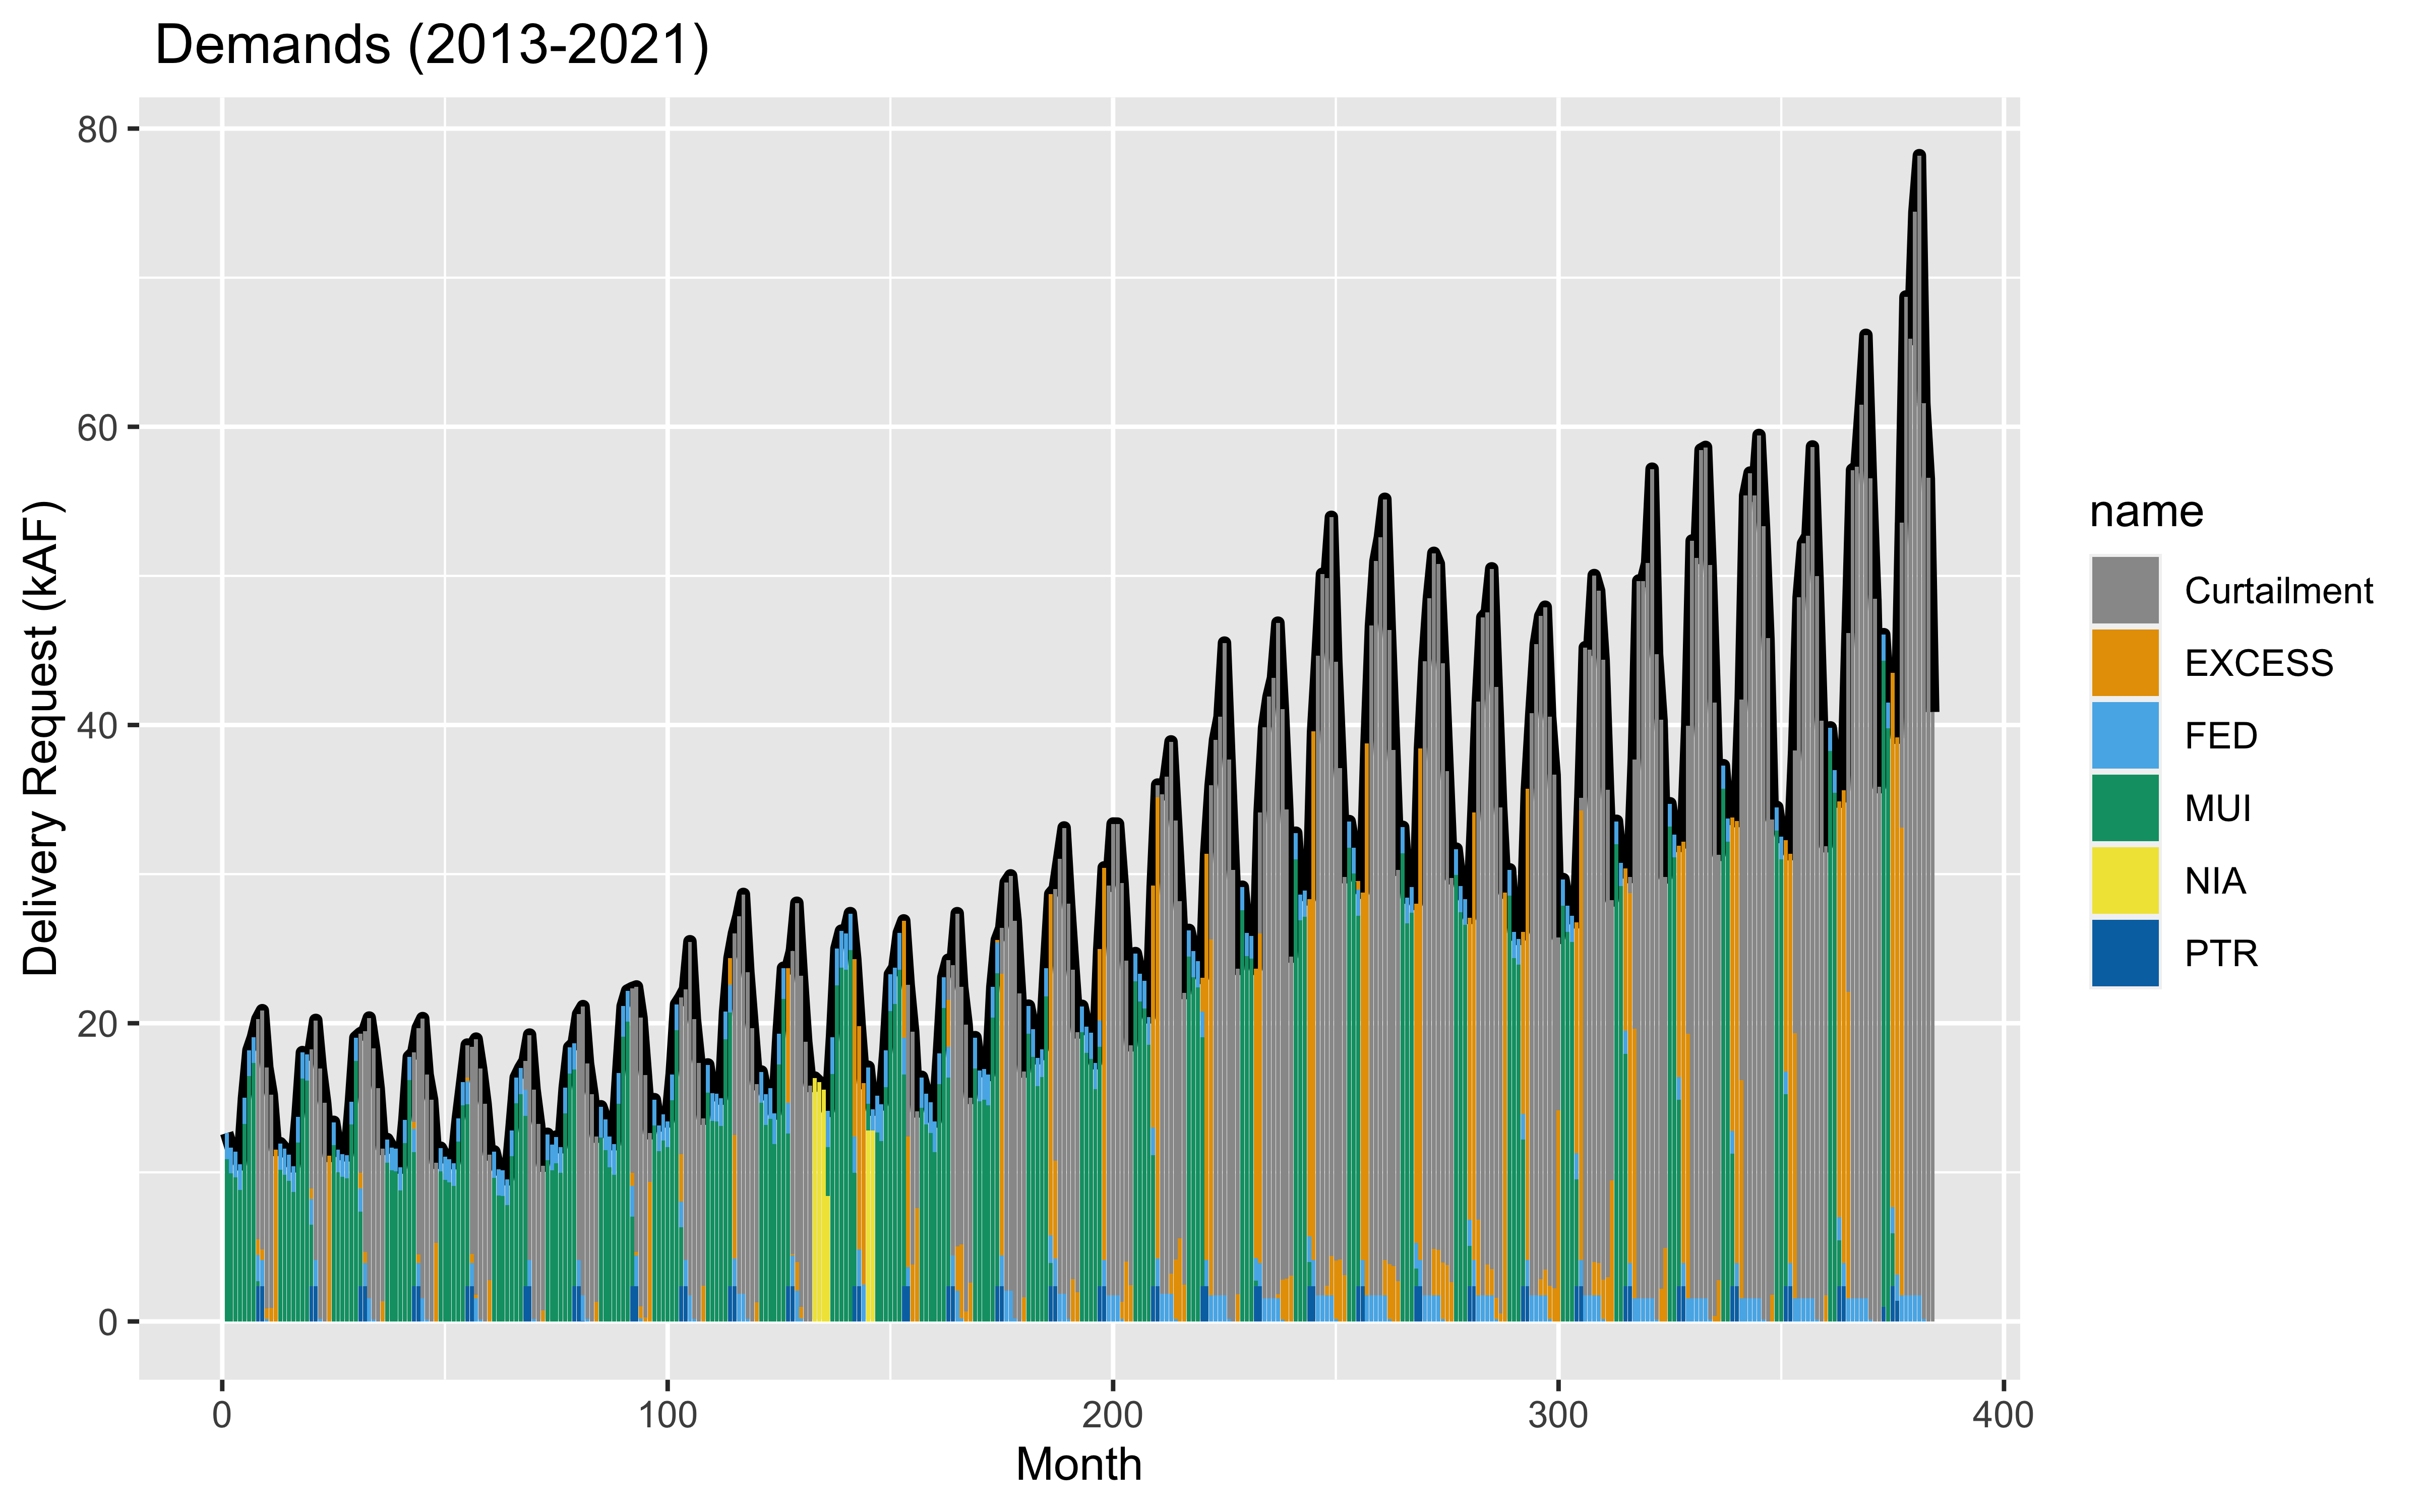 Demands (2013-2021)
Delivery Request (kAF)
80
60
40
20
0
0
100
200
300
400
Month
name
Curtailment
EXCESS
FED
MUI
NIA
PTR